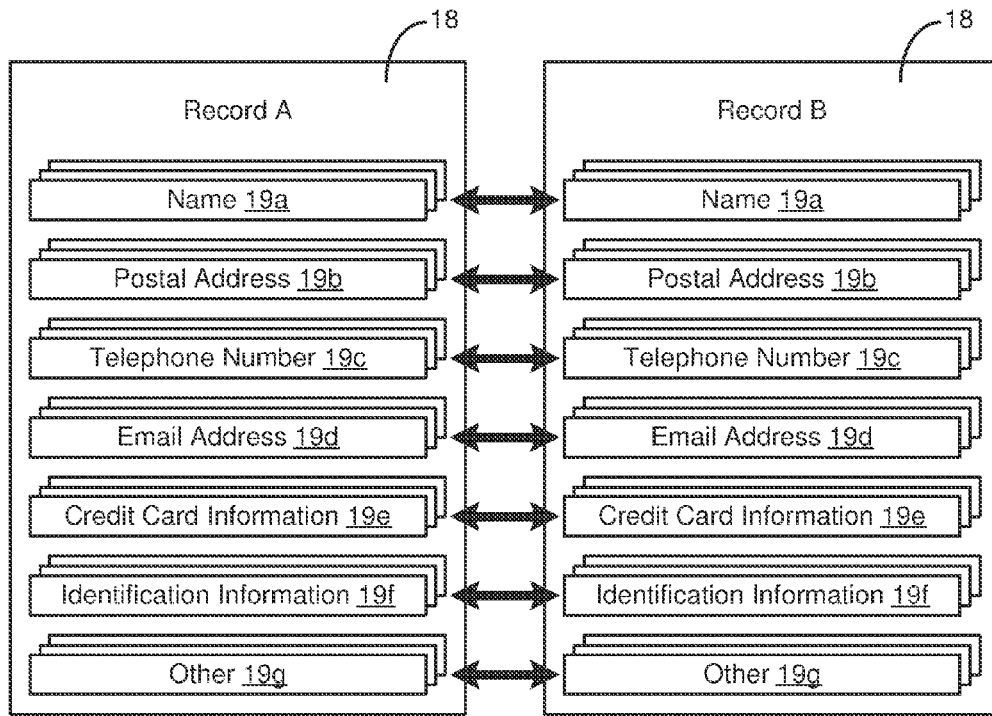 18 18
Record A Record B
Name 19a Name 19a
Postal Address 19b Postal Address 19b
Telephone Number 19c Telephone Number 19c
Email Address 19d Email Address 19d
Credit Card Information 19e Credit Card Information 19e
Identification Information 19f Identification Information 19f
Other 19g Other 19g